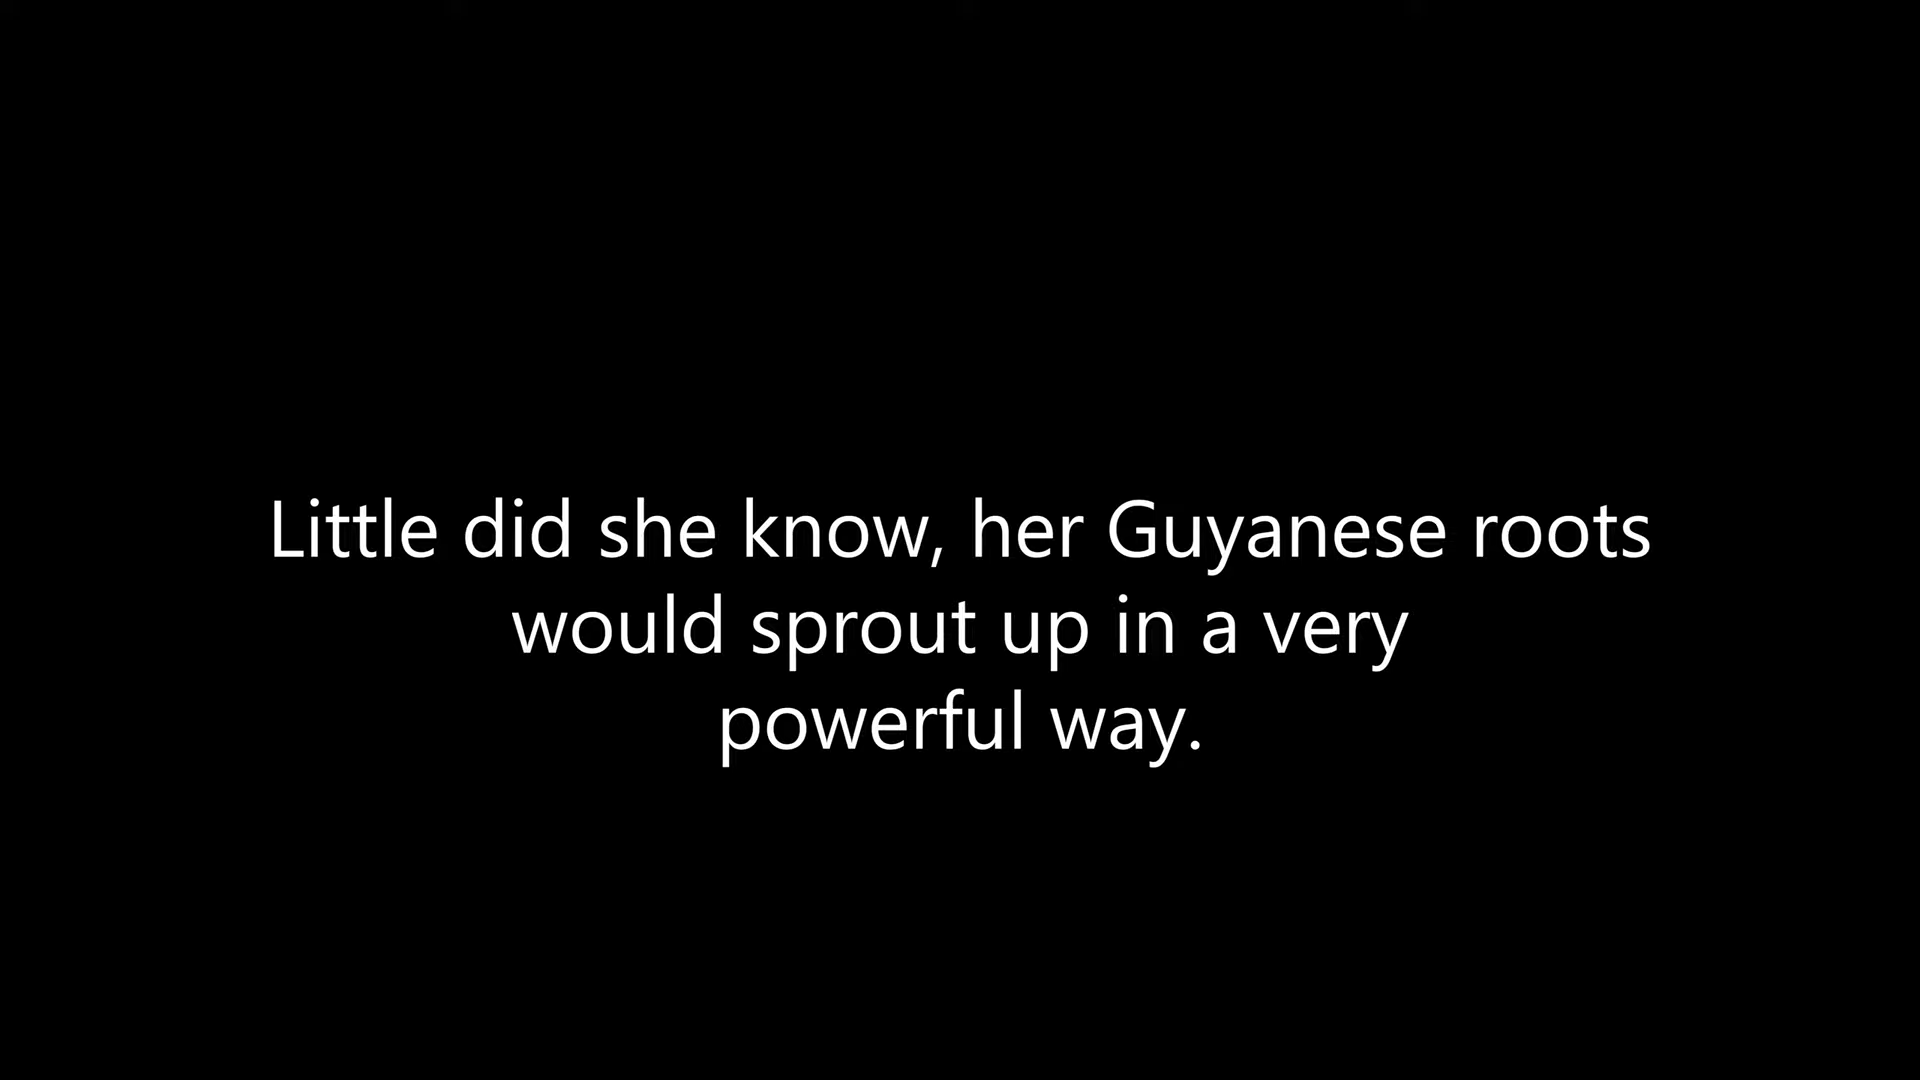 Little did she know, her Guyanese roots
would sprout up in a very
powerful way.